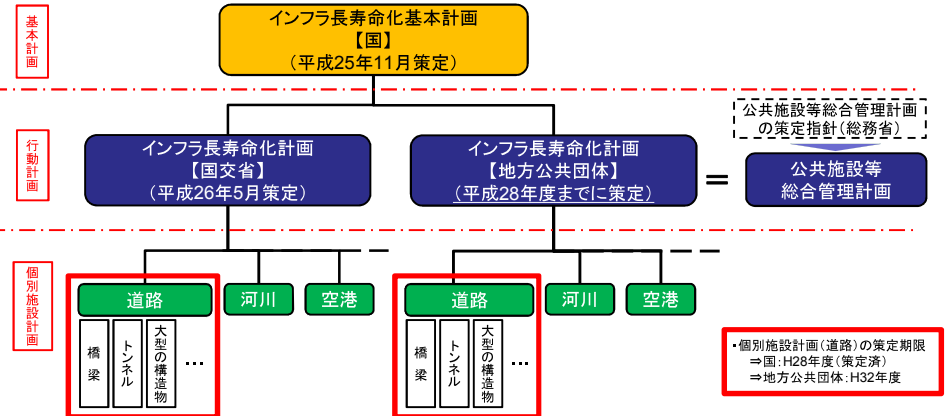 基本計画
インフラ長寿命化基本計画
【国】
(平成25年11月策定)
行動計画
インフラ長寿命化計画
【国交省】
(平成26年5月策定)
インフラ長寿命化計画
【地方公共団体】
(平成28年度までに策定)
=
公共施設等総合管理計画
の策定指針(総務省)
公共施設等
総合管理計画
個別施設計画
道路
河川
空港
橋梁
トンネル
大型の構造物
…
道路
河川
空港
橋梁
トンネル
大型の構造物
…
・個別施設計画(道路)の策定期限
⇒国:H28年度(策定済)
⇒地方公共団体:H32年度